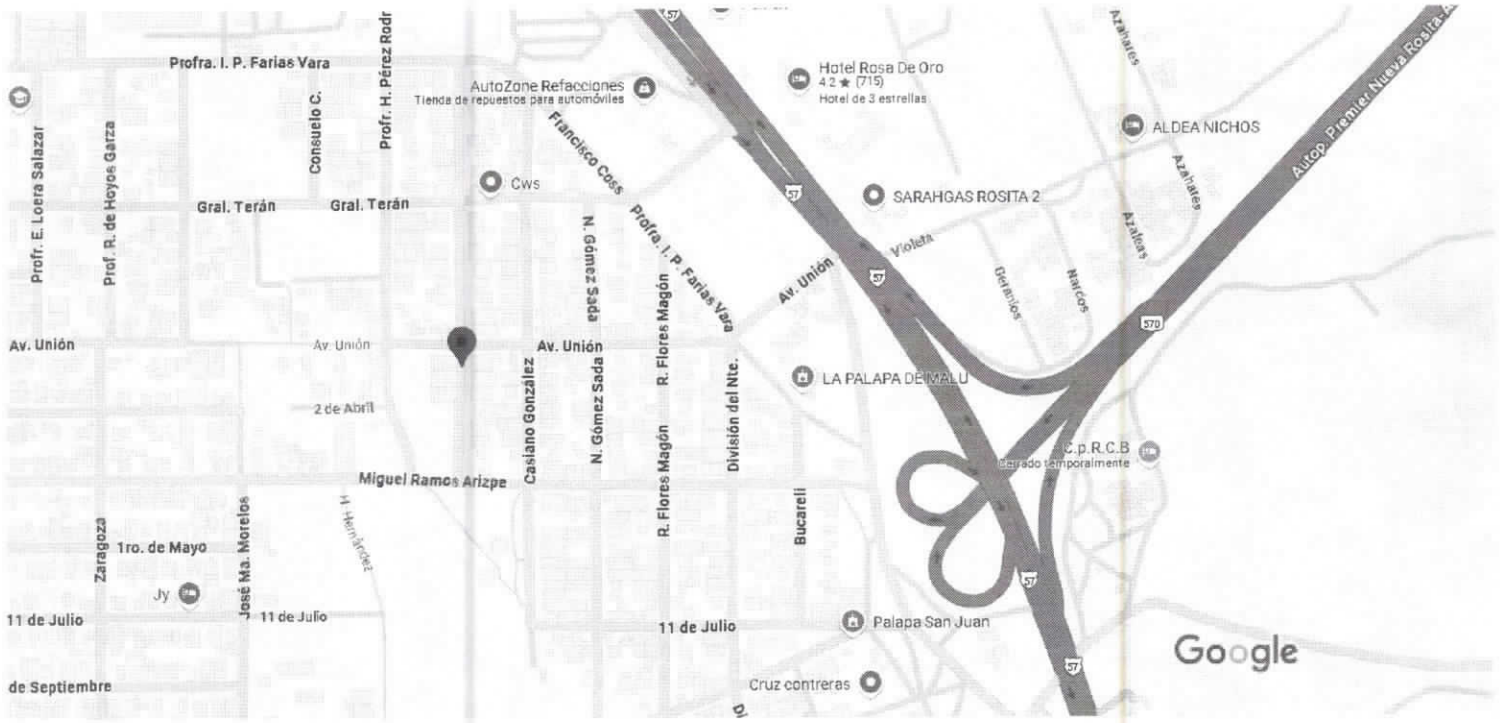 57
Profra. I. P. Farias Vara
Profr. H. Pérez Rodr
Azahares
Hotel Rosa De Oro
4.2 ★ (715)
Hotel de 3 estrellas
AutoZone Refacciones
Tienda de repuestos para automóviles
Autop. Premier Nueva Rosita-A
Consuelo C.
Profr. E. Loera Salazar
Prof. R. de Hoyos Garza
Francisco Coss
ALDEA NICHOS
Cws
57
SARAHGAS ROSITA 2
Azahares
Gral. Terán
Gral. Terán
N. Gómez Sada
Profra. I. P. Farias Vara
Violeta
Azaleas
Av. Unión
57
Geranios
Narcos
570
R. Flores Magón
Av. Unión
Av. Unión
Av. Unión
LA PALAPA DE MALU
Casiano González
N. Gómez Sada
División del Nte.
2 de Abril
R. Flores Magón
C.p.R.C.B
Cerrado temporalmente
Miguel Ramos Arizpe
Bucareli
H. Hernández
Zaragoza
1ro. de Mayo
José Ma. Morelos
57
Jy
11 de Julio
11 de Julio
11 de Julio
Palapa San Juan
Google
57
de Septiembre
Cruz contreras
Di